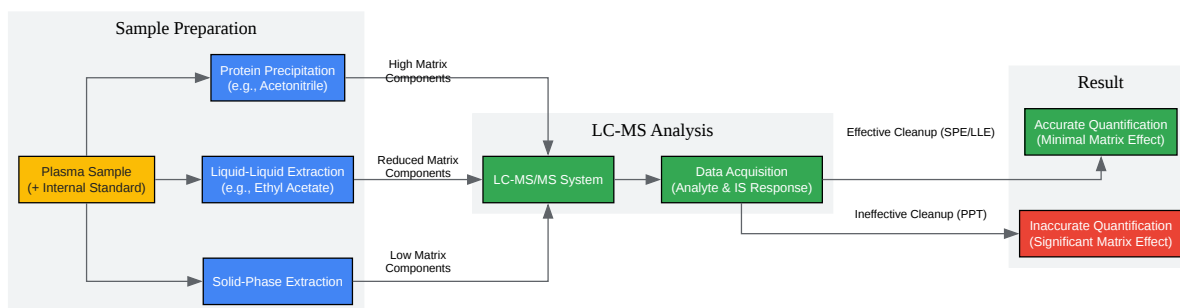 Sample Preparation
Protein Precipitation
(e.g., Acetonitrile)
High Matrix
Components
Plasma Sample
(+ Internal Standard)
Liquid-Liquid Extraction
(e.g., Ethyl Acetate)
Reduced Matrix
Components
Solid-Phase Extraction
Low Matrix
Components
LC-MS Analysis
LC-MS/MS System
Data Acquisition
(Analyte & IS Response)
Effective Cleanup (SPE/LLE)
Ineffective Cleanup (PPT)
Result
Accurate Quantification
(Minimal Matrix Effect)
Inaccurate Quantification
(Significant Matrix Effect)